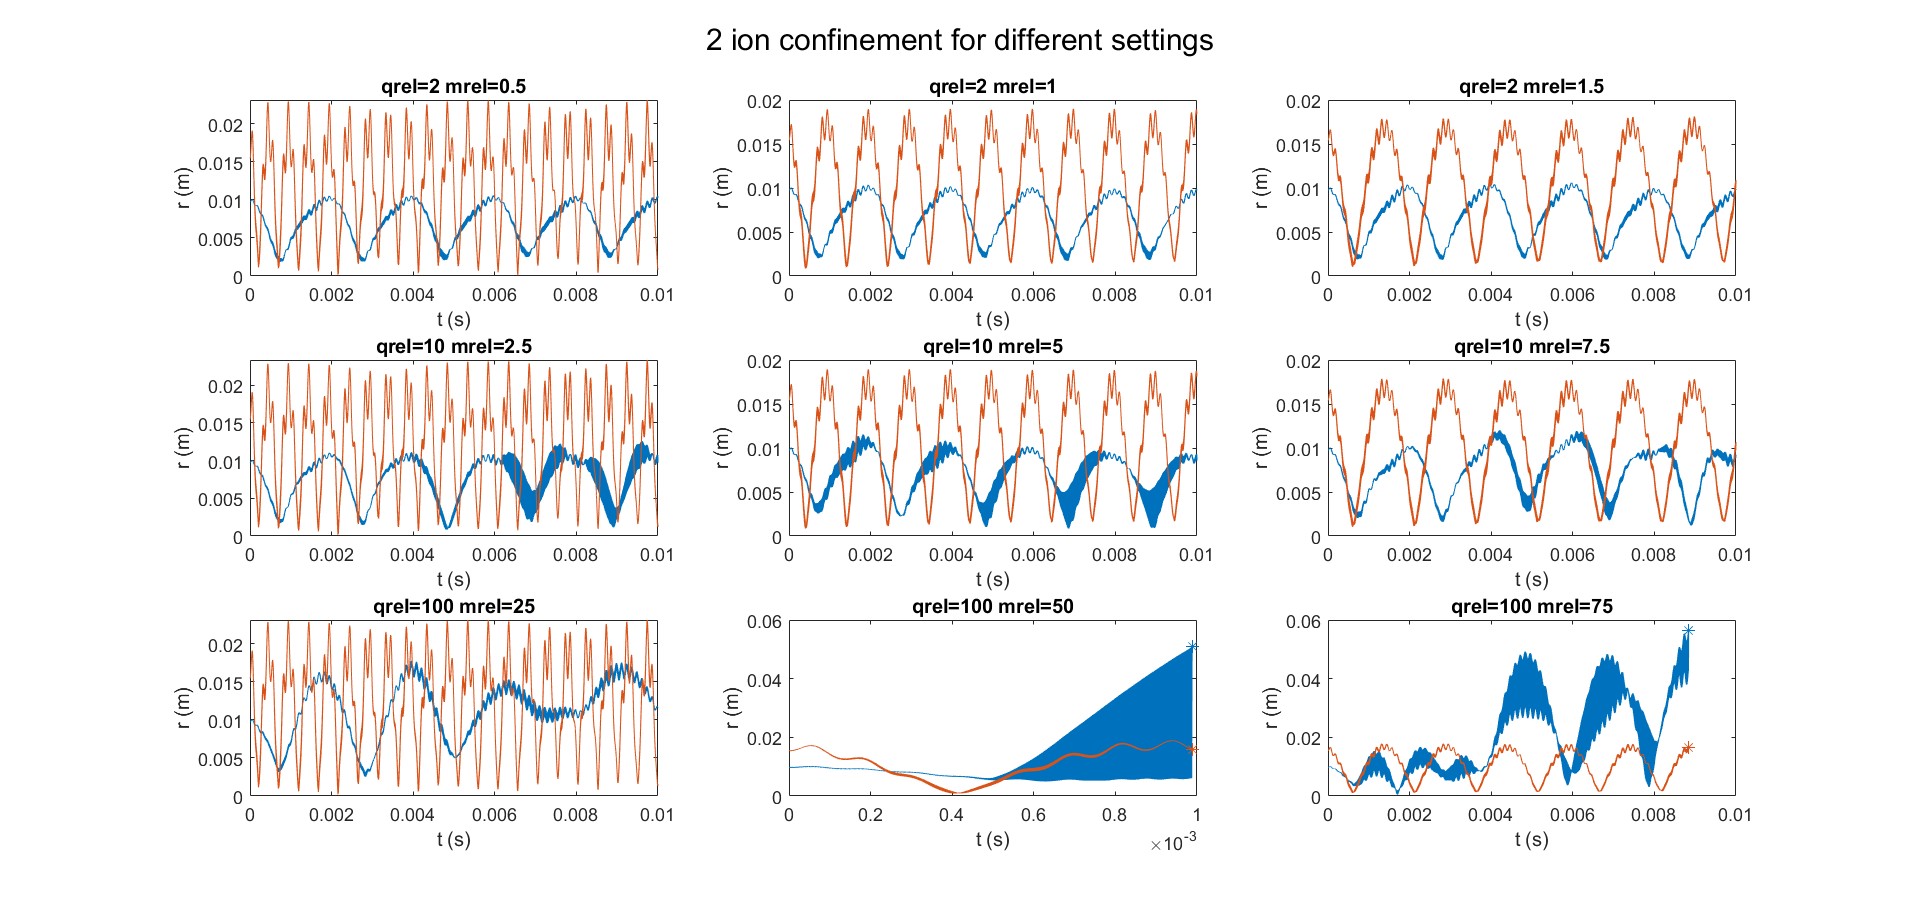 2 ion confinement for different settings
qrel=2 mrel=0.5
0.02
0.015
0.01
0.005
0
r (m)
0 0.002 0.004 0.006 0.008 0.01
t (s)
qrel=2 mrel=1
0.02
0.015
0.01
0.005
0
r (m)
0 0.002 0.004 0.006 0.008 0.01
t (s)
qrel=2 mrel=1.5
0.02
0.015
0.01
0.005
0
r (m)
0 0.002 0.004 0.006 0.008 0.01
t (s)
qrel=10 mrel=2.5
0.02
0.015
0.01
0.005
0
r (m)
0 0.002 0.004 0.006 0.008 0.01
t (s)
qrel=10 mrel=5
0.02
0.015
0.01
0.005
0
r (m)
0 0.002 0.004 0.006 0.008 0.01
t (s)
qrel=10 mrel=7.5
0.02
0.015
0.01
0.005
0
r (m)
0 0.002 0.004 0.006 0.008 0.01
t (s)
qrel=100 mrel=25
0.02
0.015
0.01
0.005
0
r (m)
0 0.002 0.004 0.006 0.008 0.01
t (s)
qrel=100 mrel=50
0.06
0.04
0.02
0
r (m)
0 0.2 0.4 0.6 0.8 1
t (s)
×10⁻³
qrel=100 mrel=75
0.06
0.04
0.02
0
r (m)
0 0.002 0.004 0.006 0.008 0.01
t (s)